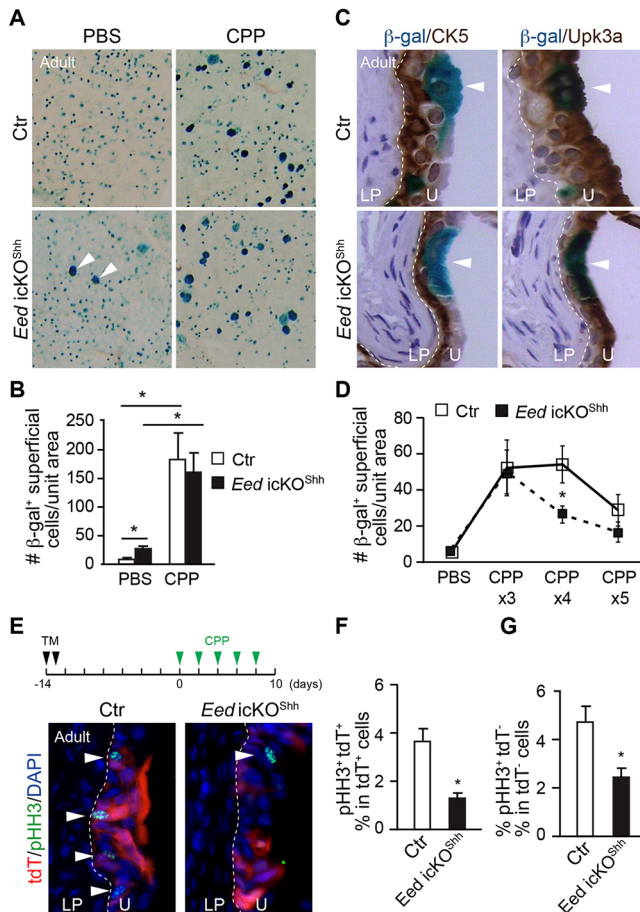 A
PBS
CPP
Adult
Ctr
Eed icKO^Shh
B
# β-gal⁺ superficial
cells/unit area
250
200
150
100
50
0
*
*
*
Ctr
Eed icKO^Shh
PBS
CPP
C
β-gal/CK5
β-gal/Upk3a
Adult
Ctr
LP
U
LP
U
Eed icKO^Shh
LP
U
LP
U
D
Ctr
Eed icKO^Shh
# β-gal⁺ superficial
cells/unit area
80
60
40
20
0
*
PBS
CPP
x3
CPP
x4
CPP
x5
E
TM
CPP
-14
0
10
(days)
Ctr
Eed icKO^Shh
Adult
tdT/pHH3/DAPI
LP
U
LP
U
F
pHH3⁺ tdT⁺
% in tdT⁺ cells
6
4
2
0
*
Ctr
Eed icKO^Shh
G
% pHH3⁺ tdT⁻
% in tdT⁻ cells
6
4
2
0
*
Ctr
Eed icKO^Shh